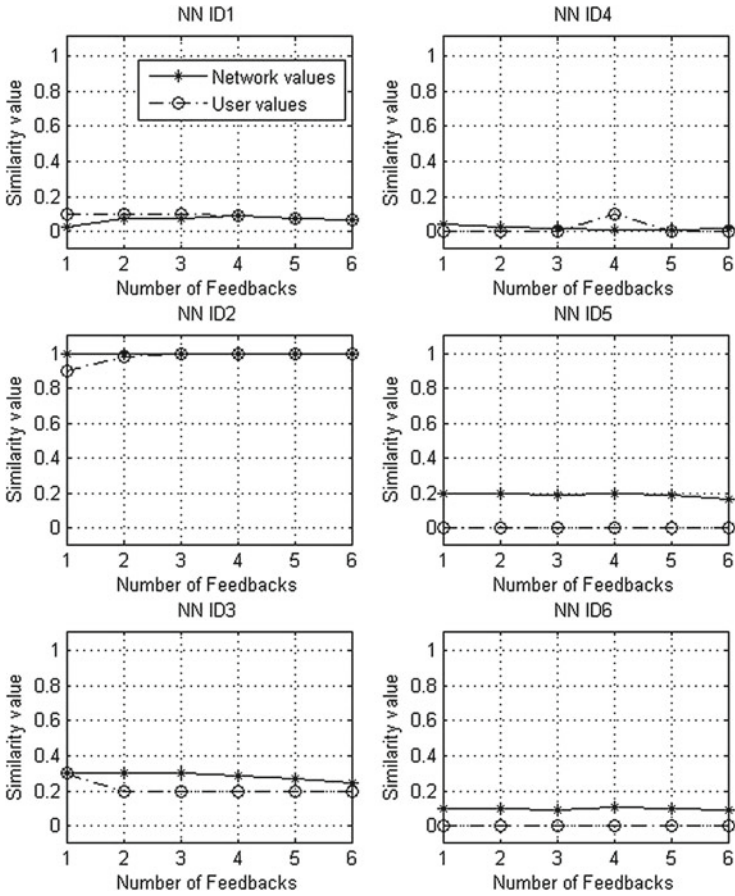 NN ID1
1
0.8
0.6
0.4
0.2
0
Similarity value
Network values
User values
1 2 3 4 5 6
Number of Feedbacks
NN ID4
1
0.8
0.6
0.4
0.2
0
Similarity value
1 2 3 4 5 6
Number of Feedbacks
NN ID2
1
0.8
0.6
0.4
0.2
0
Similarity value
1 2 3 4 5 6
Number of Feedbacks
NN ID5
1
0.8
0.6
0.4
0.2
0
Similarity value
1 2 3 4 5 6
Number of Feedbacks
NN ID3
1
0.8
0.6
0.4
0.2
0
Similarity value
1 2 3 4 5 6
Number of Feedbacks
NN ID6
1
0.8
0.6
0.4
0.2
0
Similarity value
1 2 3 4 5 6
Number of Feedbacks